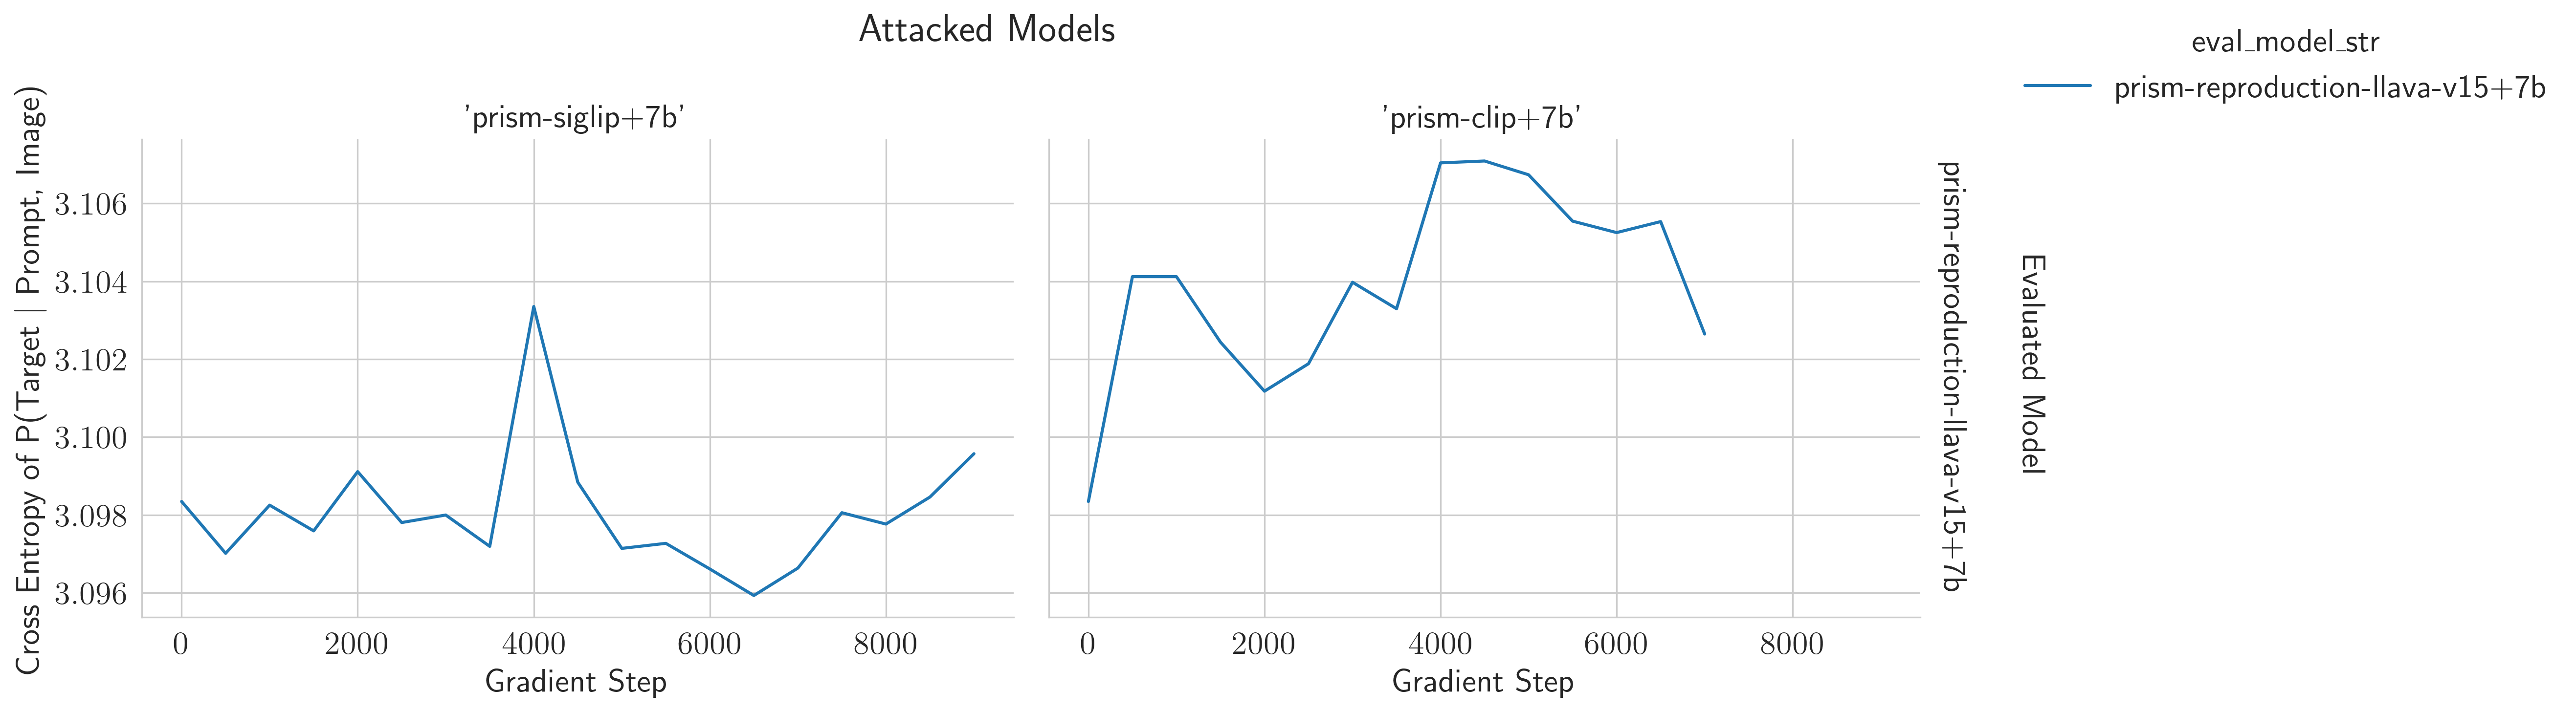 Attacked Models
eval_model_str
prism-reproduction-llava-v15+7b
'prism-siglip+7b'
'prism-clip+7b'
Cross Entropy of P(Target | Prompt, Image)
3.106
3.104
3.102
3.100
3.098
3.096
0 2000 4000 6000 8000
Gradient Step
0 2000 4000 6000 8000
Gradient Step
prism-reproduction-llava-v15+7b
Evaluated Model